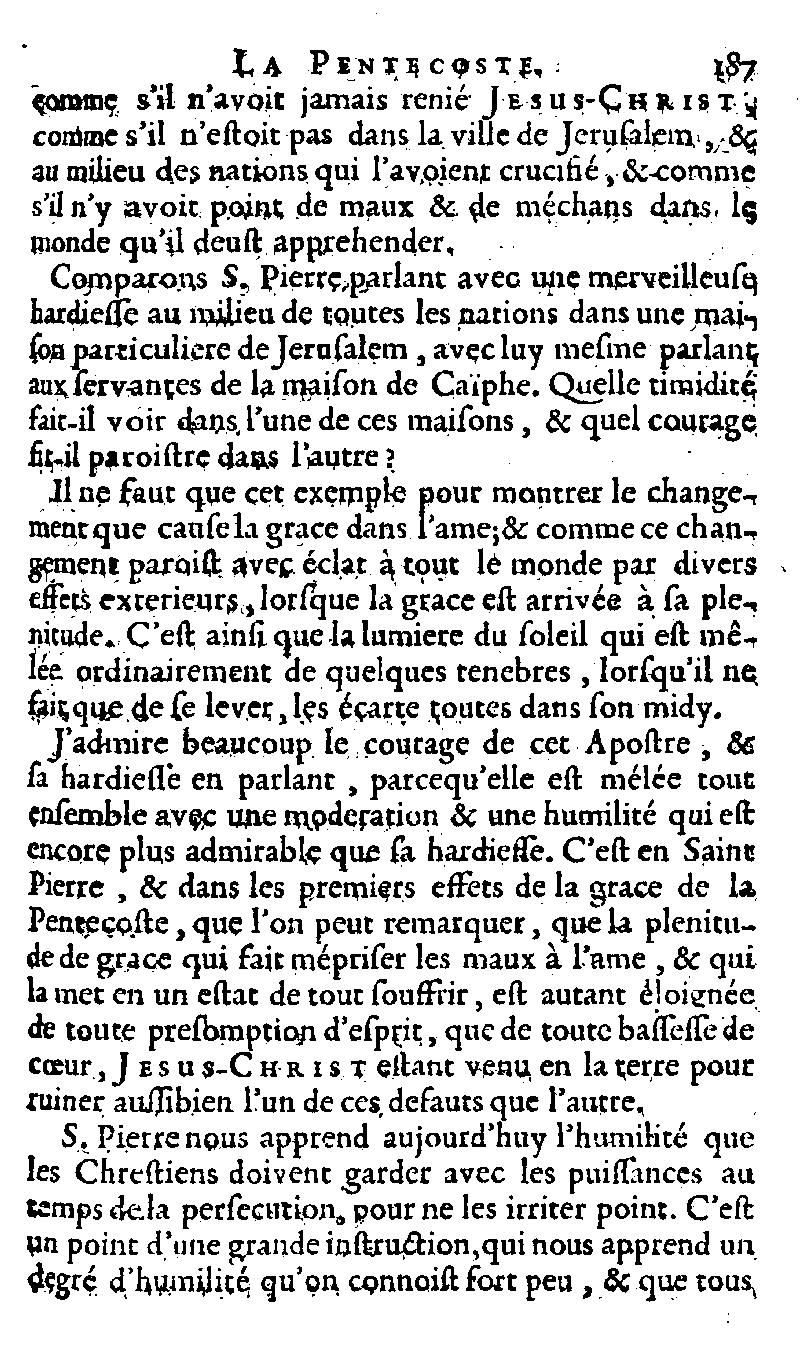 LA PENTECOSTE. 187
comme s'il n'avoit jamais renié JESUS-CHRIST;
comme s'il n'eſtoit pas dans la ville de Jeruſalem, &
au milieu des nations qui l'avoient crucifié, & comme
s'il n'y avoit point de maux & de méchans dans le
monde qu'il deuſt apprehender.
Comparons S. Pierre, parlant avec une merveilleuſe
hardieſſe au milieu de toutes les nations dans une mai-
ſon particuliere de Jeruſalem, avec luy meſme parlant
aux ſervantes de la maiſon de Caïphe. Quelle timidité
fait-il voir dans l'une de ces maiſons, & quel courage
fit-il paroiſtre dans l'autre?
Il ne faut que cet exemple pour montrer le change-
ment que cauſe la grace dans l'ame; & comme ce chan-
gement paroiſt avec éclat à tout le monde par divers
effets exterieurs, lorſque la grace eſt arrivée à ſa ple-
nitude. C'eſt ainſi que la lumiere du ſoleil qui eſt mê-
lée ordinairement de quelques tenebres, lorſqu'il ne
fait que de ſe lever, les écarte toutes dans ſon midy.
J'admire beaucoup le courage de cet Apoſtre, &
ſa hardieſſe en parlant, parcequ'elle eſt mélée tout
enſemble avec une moderation & une humilité qui eſt
encore plus admirable que ſa hardieſſe. C'eſt en Saint
Pierre, & dans les premiers effets de la grace de la
Pentecoſte, que l'on peut remarquer, que la plenitu-
de de grace qui fait mépriſer les maux à l'ame, & qui
la met en un eſtat de tout ſouffrir, eſt autant éloignée
de toute preſomption d'eſprit, que de toute baſſeſſe de
cœur, JESUS-CHRIST eſtant venu en la terre pour
ruiner auſſibien l'un de ces defauts que l'autre.
S. Pierre nous apprend aujourd'huy l'humilité que
les Chreſtiens doivent garder avec les puiſſances au
temps de la perſecution, pour ne les irriter point. C'eſt
un point d'une grande inſtruction, qui nous apprend un
degré d'humilité qu'on connoiſt fort peu, & que tous